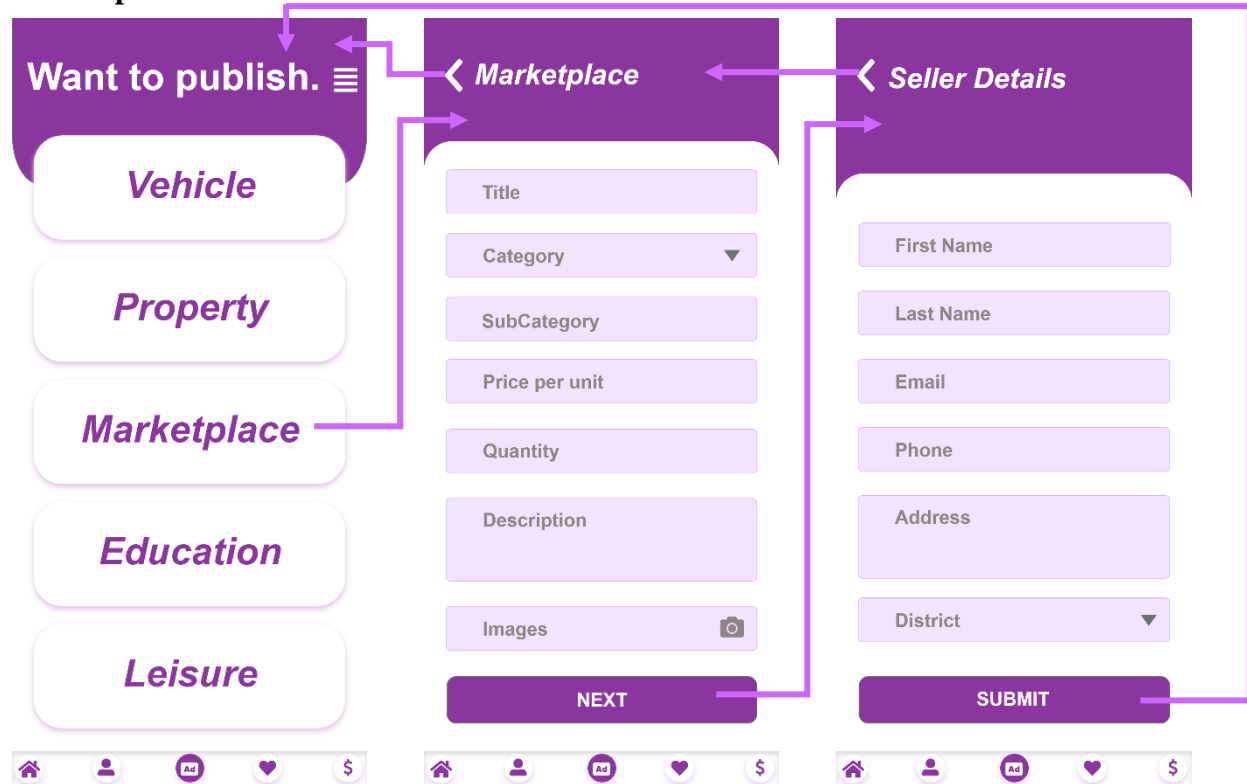 Want to publish.
Vehicle
Property
Marketplace
Education
Leisure
Ad
$
Marketplace
Title
Category
SubCategory
Price per unit
Quantity
Description
Images
NEXT
Ad
$
Seller Details
First Name
Last Name
Email
Phone
Address
District
SUBMIT
Ad
$